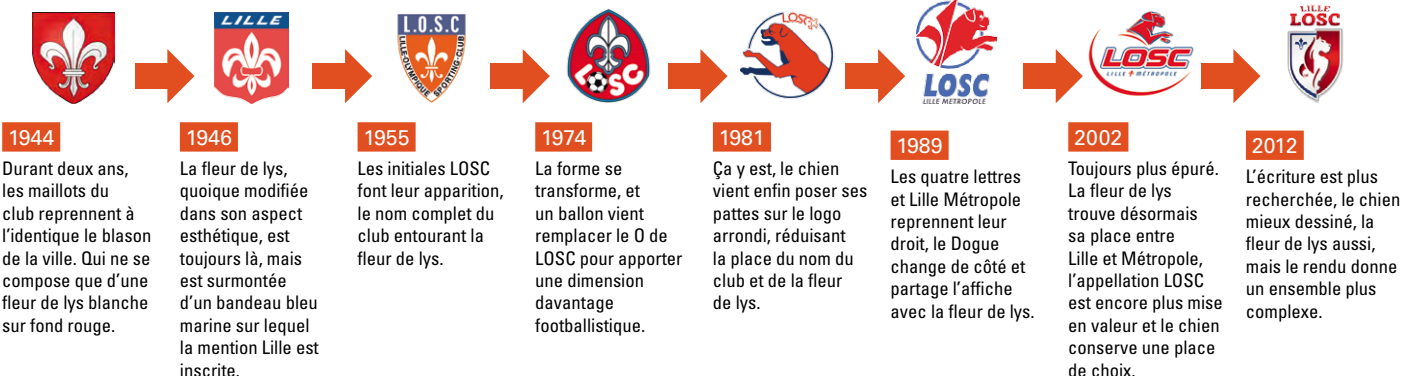 LILLE
L.O.S.C
LILLE-OLYMPIQUE SPORTING-CLUB
LOSC
LOSC
LOSC
LILLE METROPOLE
LOSC
LILLE + MÉTROPOLE
LILLE
LOSC
1944
Durant deux ans,
les maillots du
club reprennent à
l’identique le blason
de la ville. Qui ne se
compose que d’une
fleur de lys blanche
sur fond rouge.
1946
La fleur de lys,
quoique modifiée
dans son aspect
esthétique, est
toujours là, mais
est surmontée
d’un bandeau bleu
marine sur lequel
la mention Lille est
inscrite.
1955
Les initiales LOSC
font leur apparition,
le nom complet du
club entourant la
fleur de lys.
1974
La forme se
transforme, et
un ballon vient
remplacer le O de
LOSC pour apporter
une dimension
davantage
footballistique.
1981
Ça y est, le chien
vient enfin poser ses
pattes sur le logo
arrondi, réduisant
la place du nom du
club et de la fleur
de lys.
1989
Les quatre lettres
et Lille Métropole
reprennent leur
droit, le Dogue
change de côté et
partage l’affiche
avec la fleur de lys.
2002
Toujours plus épuré.
La fleur de lys
trouve désormais
sa place entre
Lille et Métropole,
l’appellation LOSC
est encore plus mise
en valeur et le chien
conserve une place
de choix.
2012
L’écriture est plus
recherchée, le chien
mieux dessiné, la
fleur de lys aussi,
mais le rendu donne
un ensemble plus
complexe.